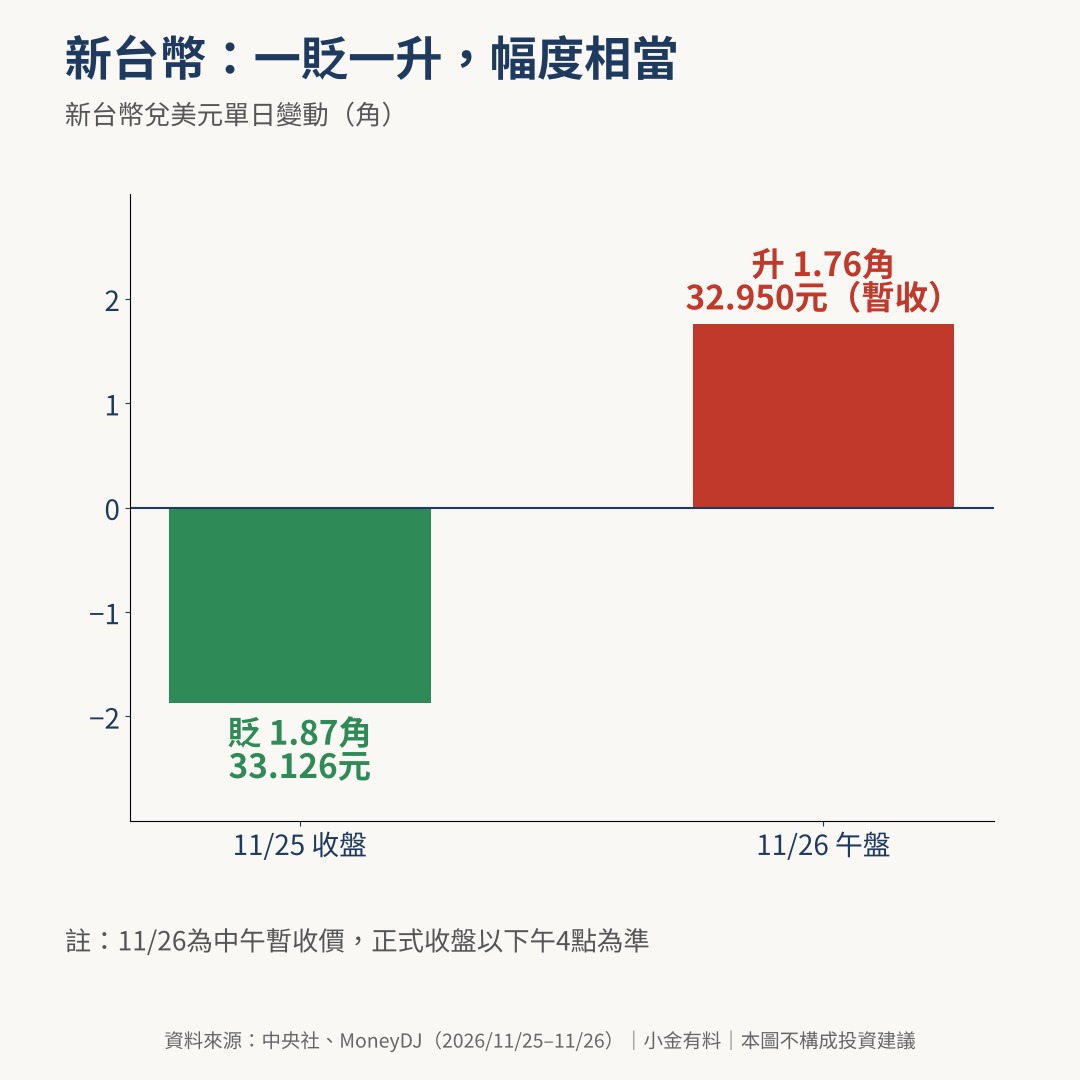 新台幣：一貶一升，幅度相當
新台幣兌美元單日變動（角）
升 1.76角
32.950元（暫收）
2
1
0
−1
−2
貶 1.87角
33.126元
11/25 收盤
11/26 午盤
註：11/26為中午暫收價，正式收盤以下午4點為準
資料來源：中央社、MoneyDJ（2026/11/25–11/26）｜小金有料｜本圖不構成投資建議